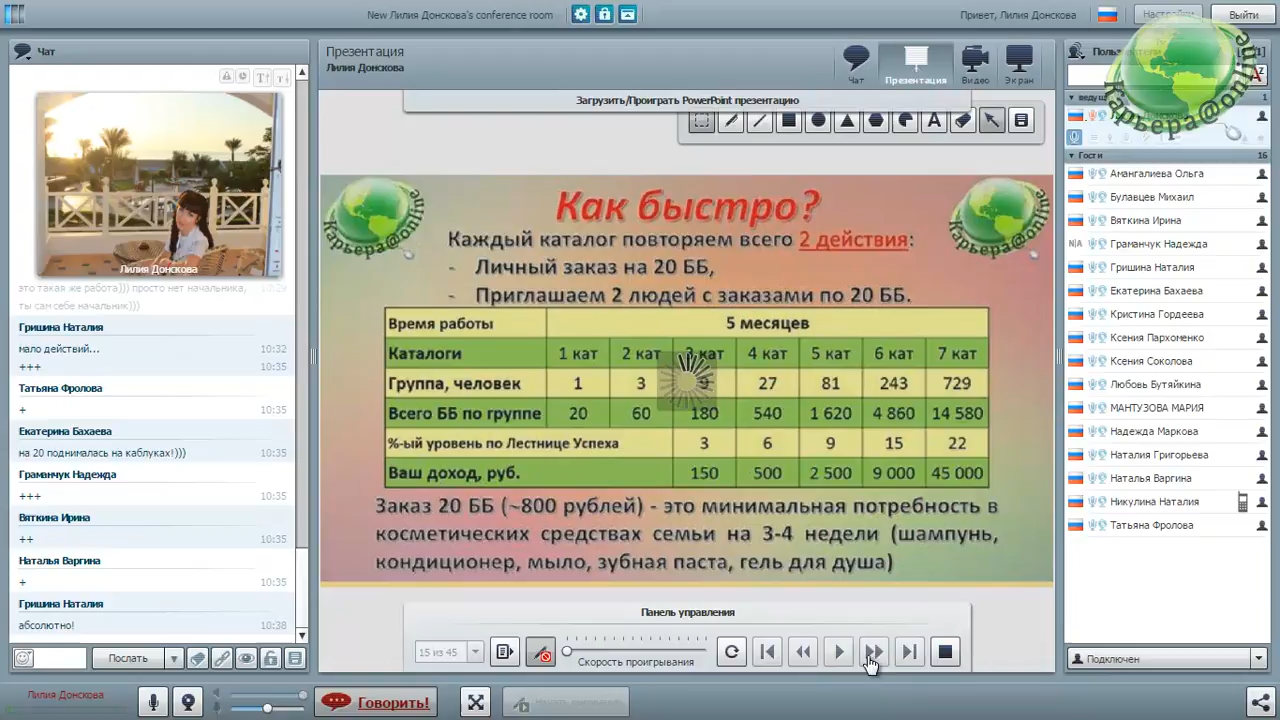 New Лилия Донскова's conference room
Привет, Лилия Донскова
Настройки
Выйти
Чат
Лилия Донскова
это такая же работа))) просто нет начальника,
ты сам себе начальник)))
Гришина Наталия
мало действий... 10:32
+++ 10:35
Татьяна Фролова
+ 10:35
Екатерина Бахаева
на 20 поднималась на каблуках!))) 10:35
Граманчук Надежда
+++ 10:35
Вяткина Ирина
++ 10:35
Наталья Варгина
+ 10:35
Гришина Наталия
абсолютно! 10:38
Послать
Лилия Донскова
Говорить!
Презентация
Лилия Донскова
Чат
Презентация
Видео
Экран
Загрузить/Проиграть PowerPoint презентацию
Карьера@online
Карьера@online
Как быстро?
Каждый каталог повторяем всего 2 действия:
- Личный заказ на 20 ББ,
- Приглашаем 2 людей с заказами по 20 ББ.
Время работы 5 месяцев
Каталоги 1 кат 2 кат 3 кат 4 кат 5 кат 6 кат 7 кат
Группа, человек 1 3 9 27 81 243 729
Всего ББ по группе 20 60 180 540 1 620 4 860 14 580
%-ый уровень по Лестнице Успеха 3 6 9 15 22
Ваш доход, руб. 150 500 2 500 9 000 45 000
Заказ 20 ББ (~800 рублей) - это минимальная потребность в
косметических средствах семьи на 3-4 недели (шампунь,
кондиционер, мыло, зубная паста, гель для душа)
Панель управления
15 из 45
Скорость проигрывания
Карьера@online
Гости 16
Амангалиева Ольга
Булавцев Михаил
Вяткина Ирина
N/A Граманчук Надежда
Гришина Наталия
Екатерина Бахаева
Кристина Гордеева
Ксения Пархоменко
Ксения Соколова
Любовь Бутяйкина
МАНТУЗОВА МАРИЯ
Надежда Маркова
Наталия Григорьева
Наталья Варгина
Никулина Наталия
Татьяна Фролова
Подключен